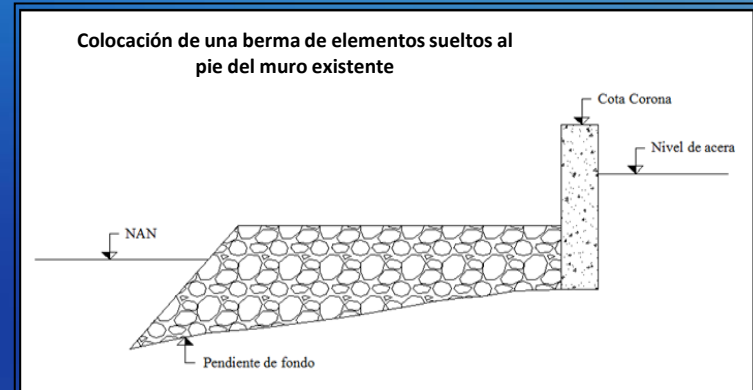 Colocación de una berma de elementos sueltos al
pie del muro existente
Cota Corona
Nivel de acera
NAN
Pendiente de fondo